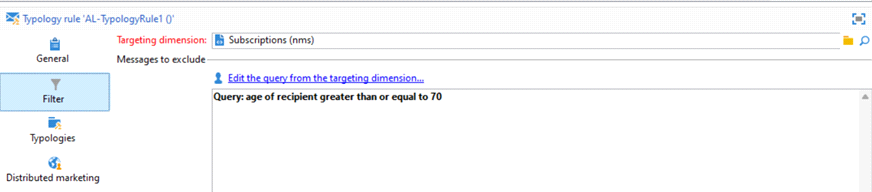 Typology rule 'AL-TypologyRule1 ()'
General
Filter
Typologies
Distributed marketing
Targeting dimension: Subscriptions (nms)
Messages to exclude
Edit the query from the targeting dimension...
Query: age of recipient greater than or equal to 70